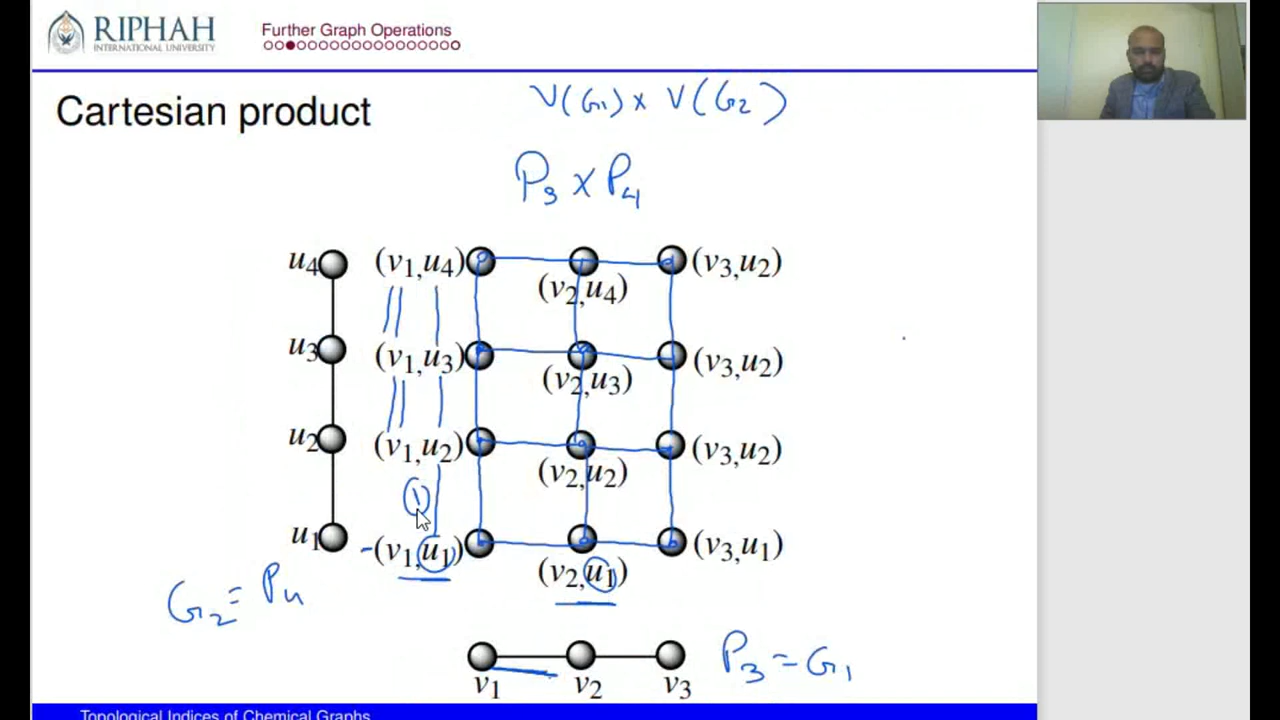 RIPHAH
INTERNATIONAL UNIVERSITY
Further Graph Operations
Cartesian product
V(G1) x V(G2)
P3 x P4
u4 (v1,u4) (v2,u4) (v3,u2)
u3 (v1,u3) (v2,u3) (v3,u2)
u2 (v1,u2) (v2,u2) (v3,u2)
1
u1 (v1,u1) (v2,u1) (v3,u1)
G2 = P4
P3 = G1
v1 v2 v3
Topological Indices of Chemical Graphs